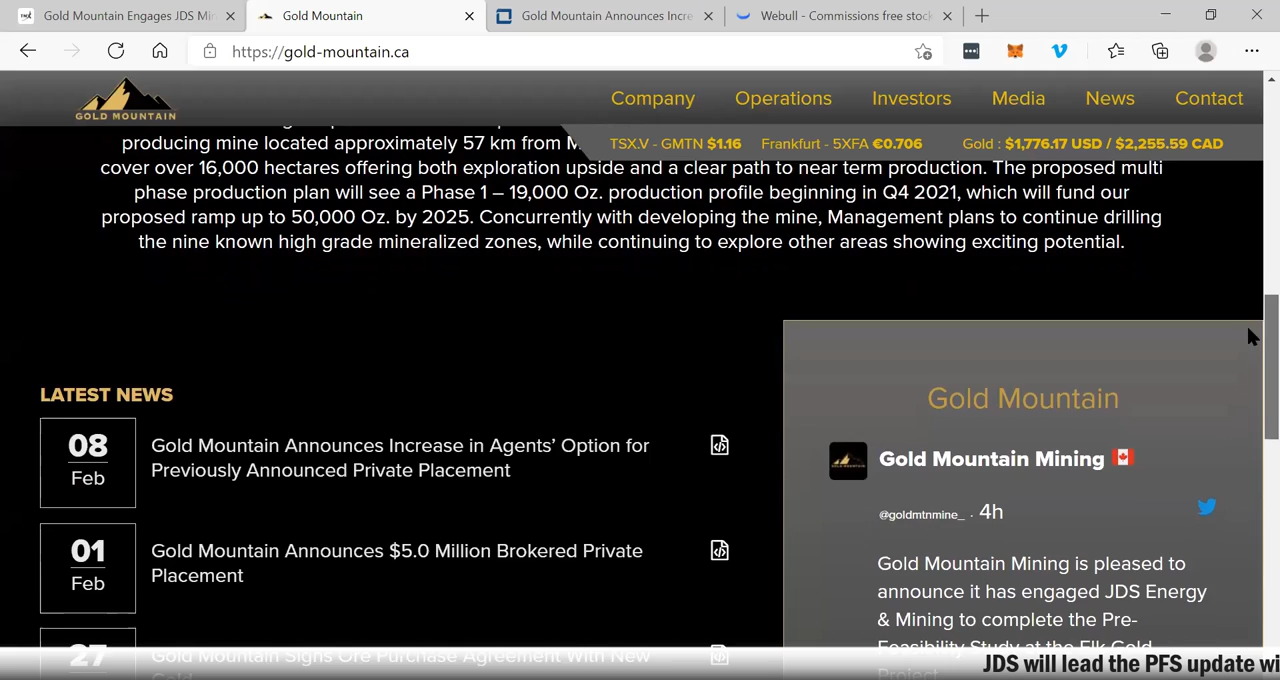 Gold Mountain Engages JDS Min
Gold Mountain
Gold Mountain Announces Incre
Webull - Commissions free stock
https://gold-mountain.ca
GOLD MOUNTAIN
Company
Operations
Investors
Media
News
Contact
TSX.V - GMTN $1.16
Frankfurt - 5XFA €0.706
Gold : $1,776.17 USD / $2,255.59 CAD
producing mine located approximately 57 km from M
cover over 16,000 hectares offering both exploration upside and a clear path to near term production. The proposed multi
phase production plan will see a Phase 1 – 19,000 Oz. production profile beginning in Q4 2021, which will fund our
proposed ramp up to 50,000 Oz. by 2025. Concurrently with developing the mine, Management plans to continue drilling
the nine known high grade mineralized zones, while continuing to explore other areas showing exciting potential.
LATEST NEWS
08
Feb
Gold Mountain Announces Increase in Agents’ Option for
Previously Announced Private Placement
01
Feb
Gold Mountain Announces $5.0 Million Brokered Private
Placement
27
Gold Mountain Signs Ore Purchase Agreement With New
Gold
Gold Mountain
Gold Mountain Mining
@goldmtnmine_ · 4h
Gold Mountain Mining is pleased to
announce it has engaged JDS Energy
& Mining to complete the Pre-
Feasibility Study at the Elk Gold
Project
JDS will lead the PFS update wi